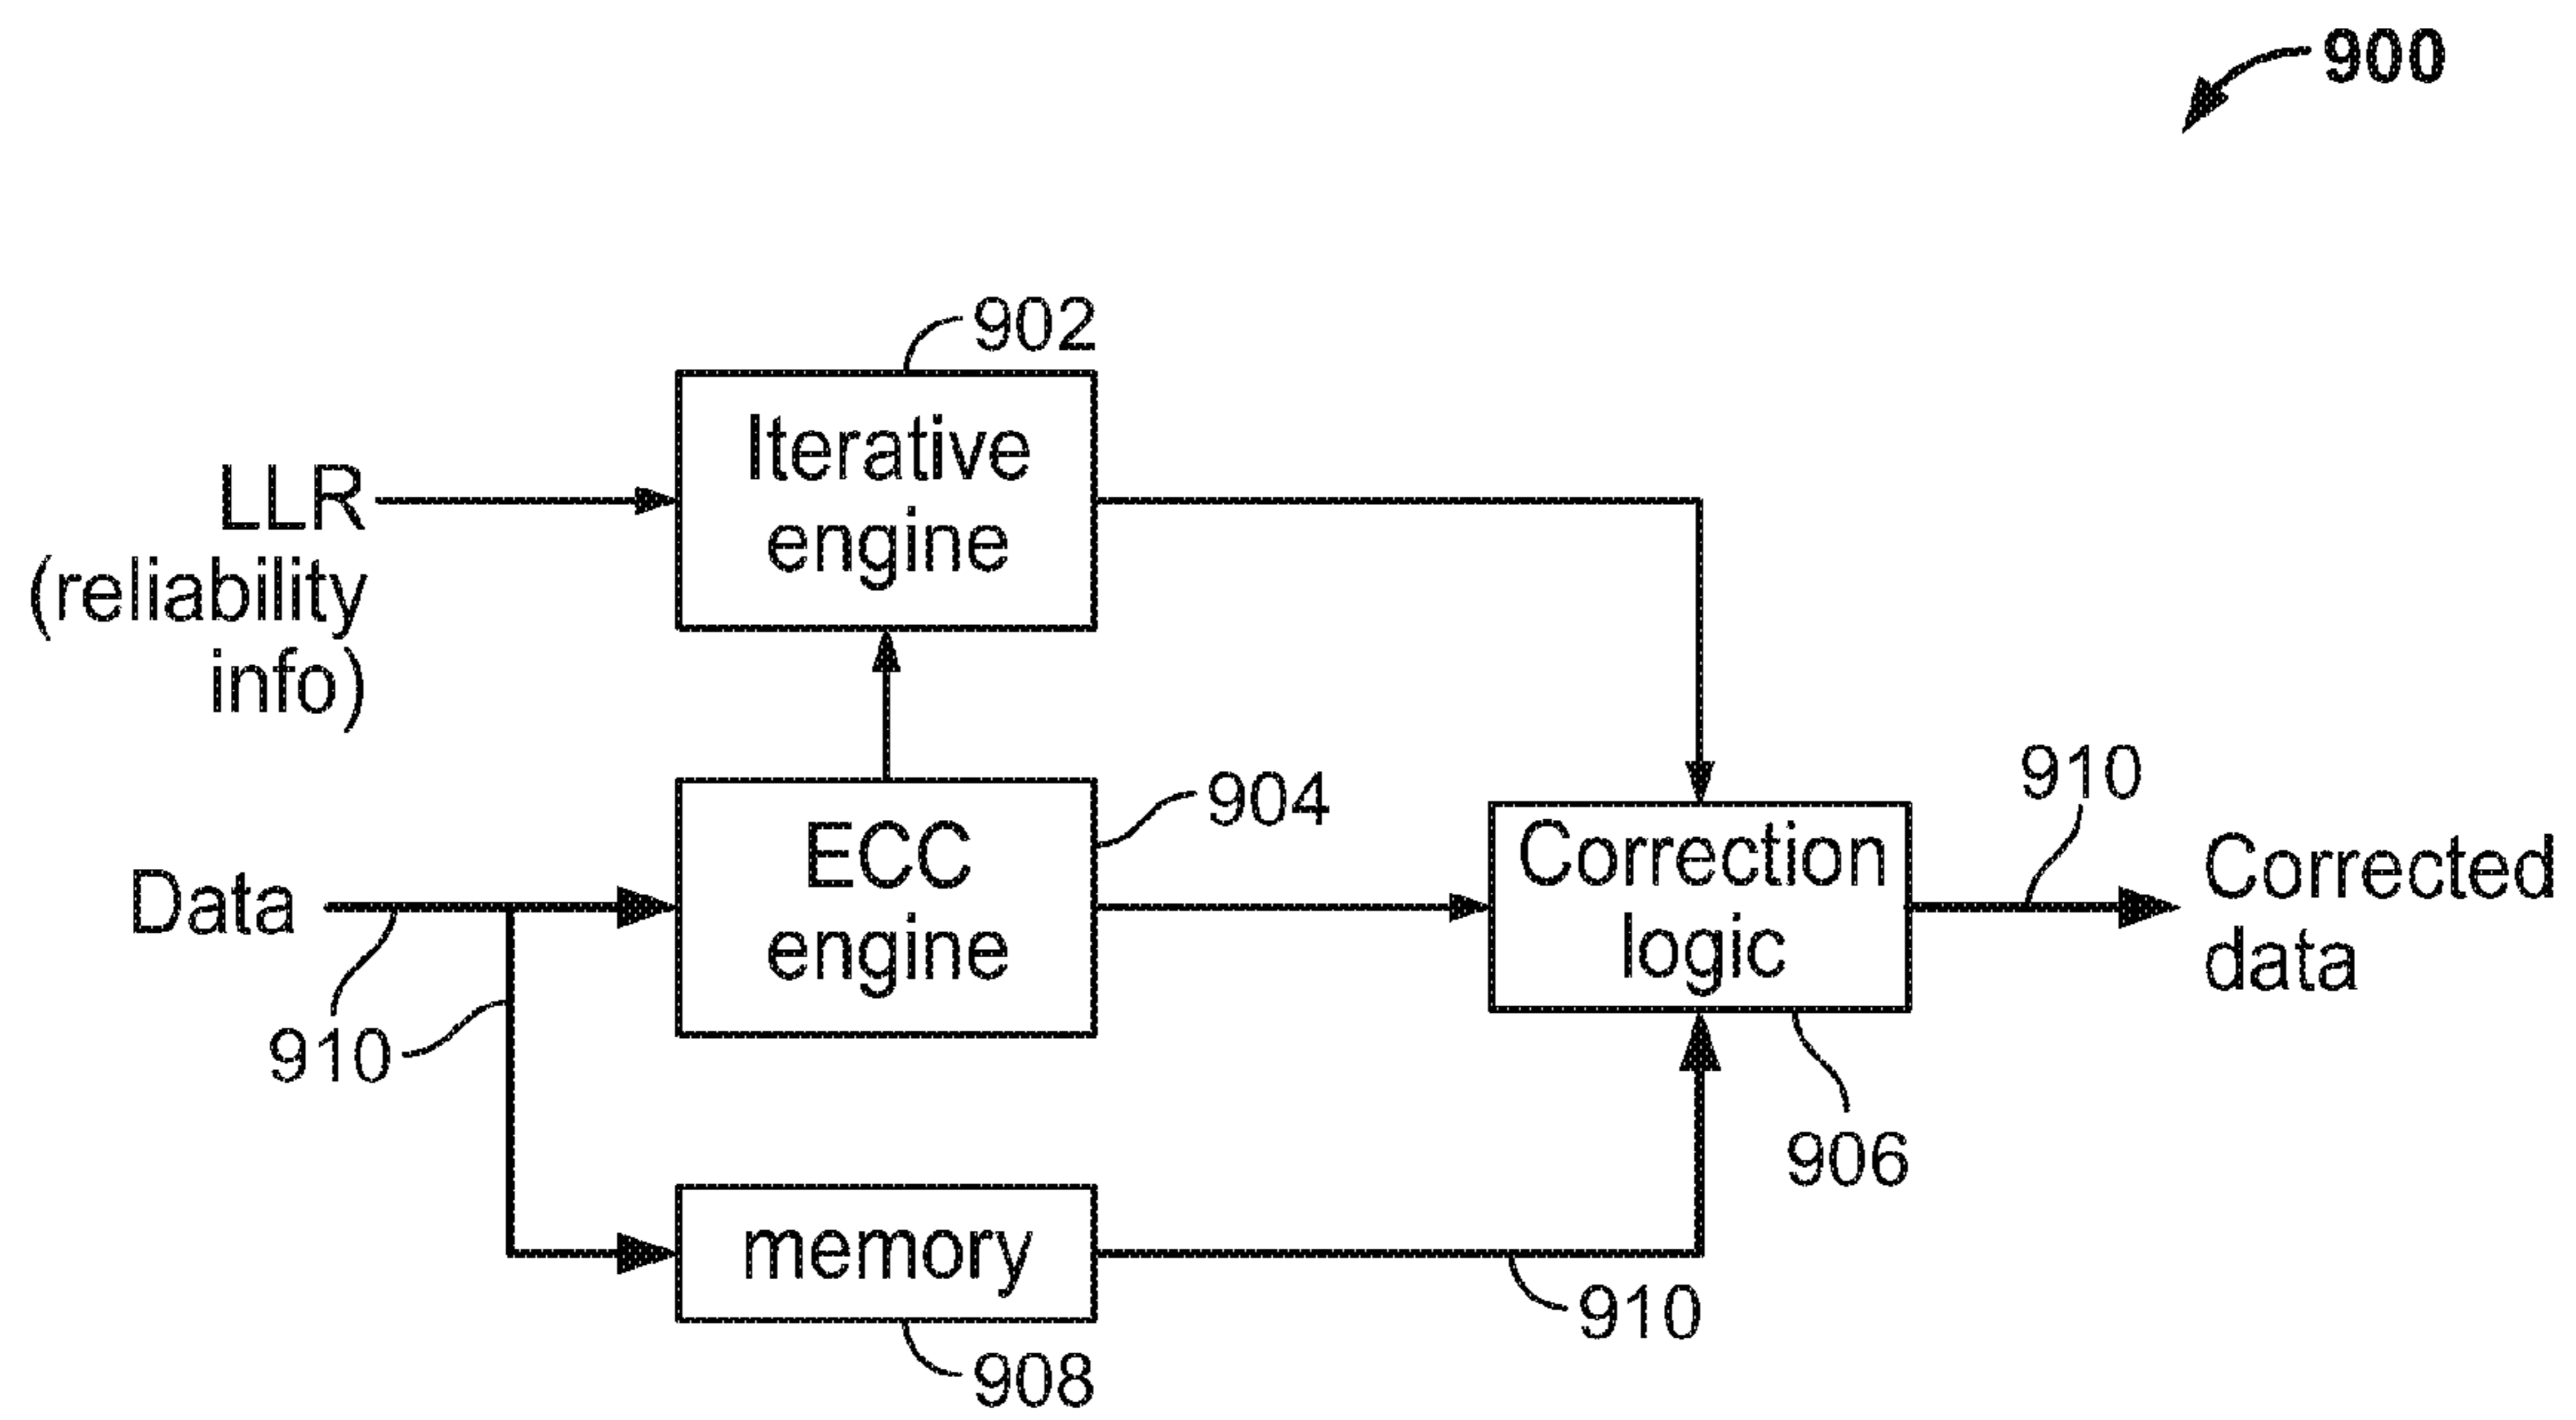 900
902
Iterative
engine
LLR
(reliability
info)
904
ECC
engine
Data
910
910
Correction
logic
910
Corrected
data
906
memory
910
908